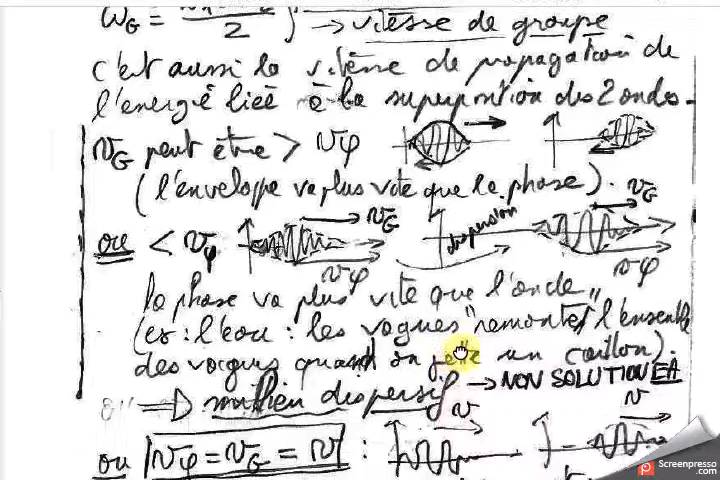 ω_G = 2 → vitesse de groupe
c'est aussi la vitesse de propagation de
l'énergie liée à la superposition des 2 ondes.
v_G peut être > vφ
(l'enveloppe va plus vite que la phase). v_G
ou < vφ v_G dispersion
vφ vφ
la phase va plus vite que l'onde"
(ex : l'eau : les vagues "remontent l'ensemble
des vagues quand on jette un caillou).
⇒ milieu dispersif → NON SOLUTION EA
v v
ou vφ = v_G = v :
Screenpresso
Screenpresso.com